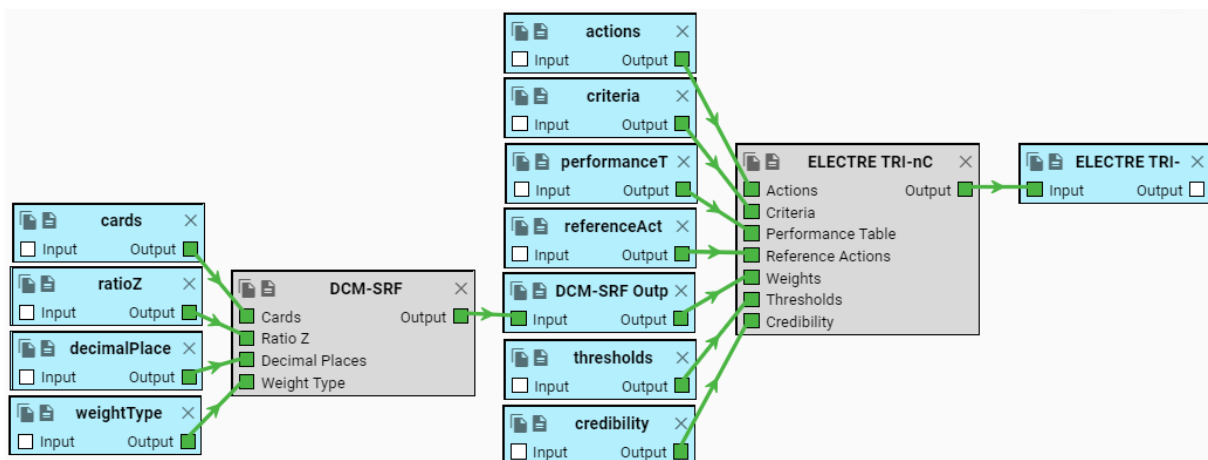 actions
Input Output
criteria
Input Output
performanceT
Input Output
referenceAct
Input Output
DCM-SRF Outp
Input Output
thresholds
Input Output
credibility
Input Output
cards
Input Output
ratioZ
Input Output
decimalPlace
Input Output
weightType
Input Output
DCM-SRF
Cards Output
Ratio Z
Decimal Places
Weight Type
ELECTRE TRI-nC
Actions Output
Criteria
Performance Table
Reference Actions
Weights
Thresholds
Credibility
ELECTRE TRI-
Input Output